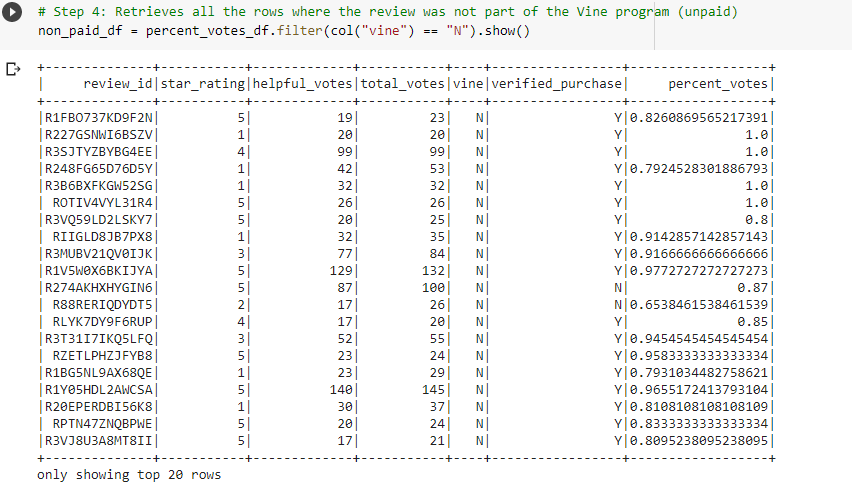 # Step 4: Retrieves all the rows where the review was not part of the Vine program (unpaid)
non_paid_df = percent_votes_df.filter(col("vine") == "N").show()
+--------------+-----------+-------------+-----------+----+-----------------+------------------+
|     review_id|star_rating|helpful_votes|total_votes|vine|verified_purchase|     percent_votes|
+--------------+-----------+-------------+-----------+----+-----------------+------------------+
|R1FBO737KD9F2N|          5|           19|         23|   N|                Y|0.8260869565217391|
|R227GSNWI6BSZV|          1|           20|         20|   N|                Y|               1.0|
|R3SJTYZBYBG4EE|          4|           99|         99|   N|                Y|               1.0|
|R248FG65D76D5Y|          1|           42|         53|   N|                Y|0.7924528301886793|
|R3B6BXFKGW52SG|          1|           32|         32|   N|                Y|               1.0|
| ROTIV4VYL31R4|          5|           26|         26|   N|                Y|               1.0|
|R3VQ59LD2LSKY7|          5|           20|         25|   N|                Y|               0.8|
| RIIGLD8JB7PX8|          1|           32|         35|   N|                Y|0.9142857142857143|
|R3MUBV21QV0IJK|          3|           77|         84|   N|                Y|0.9166666666666666|
|R1V5W0X6BKIJYA|          5|          129|        132|   N|                Y|0.9772727272727273|
|R274AKHXHYGIN6|          5|           87|        100|   N|                N|              0.87|
| R88RERIQDYDT5|          2|           17|         26|   N|                N|0.6538461538461539|
| RLYK7DY9F6RUP|          4|           17|         20|   N|                Y|              0.85|
|R3T31I7IKQ5LFQ|          3|           52|         55|   N|                Y|0.9454545454545454|
| RZETLPHZJFYB8|          5|           23|         24|   N|                Y|0.9583333333333334|
|R1BG5NL9AX68QE|          1|           23|         29|   N|                Y|0.7931034482758621|
|R1Y05HDL2AWCSA|          5|          140|        145|   N|                Y|0.9655172413793104|
|R20EPERDBI56K8|          1|           30|         37|   N|                Y|0.8108108108108109|
| RPTN47ZNQBPWE|          5|           20|         24|   N|                Y|0.8333333333333334|
|R3VJ8U3A8MT8II|          5|           17|         21|   N|                Y|0.8095238095238095|
+--------------+-----------+-------------+-----------+----+-----------------+------------------+
only showing top 20 rows